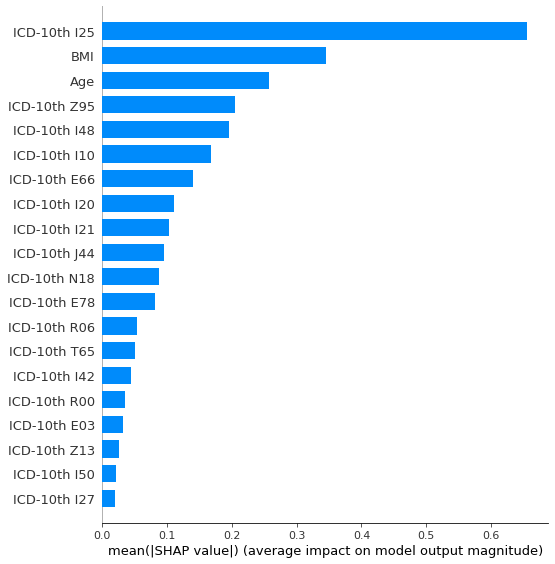 ICD-10th I25
BMI
Age
ICD-10th Z95
ICD-10th I48
ICD-10th I10
ICD-10th E66
ICD-10th I20
ICD-10th I21
ICD-10th J44
ICD-10th N18
ICD-10th E78
ICD-10th R06
ICD-10th T65
ICD-10th I42
ICD-10th R00
ICD-10th E03
ICD-10th Z13
ICD-10th I50
ICD-10th I27
0.0 0.1 0.2 0.3 0.4 0.5 0.6
mean(|SHAP value|) (average impact on model output magnitude)